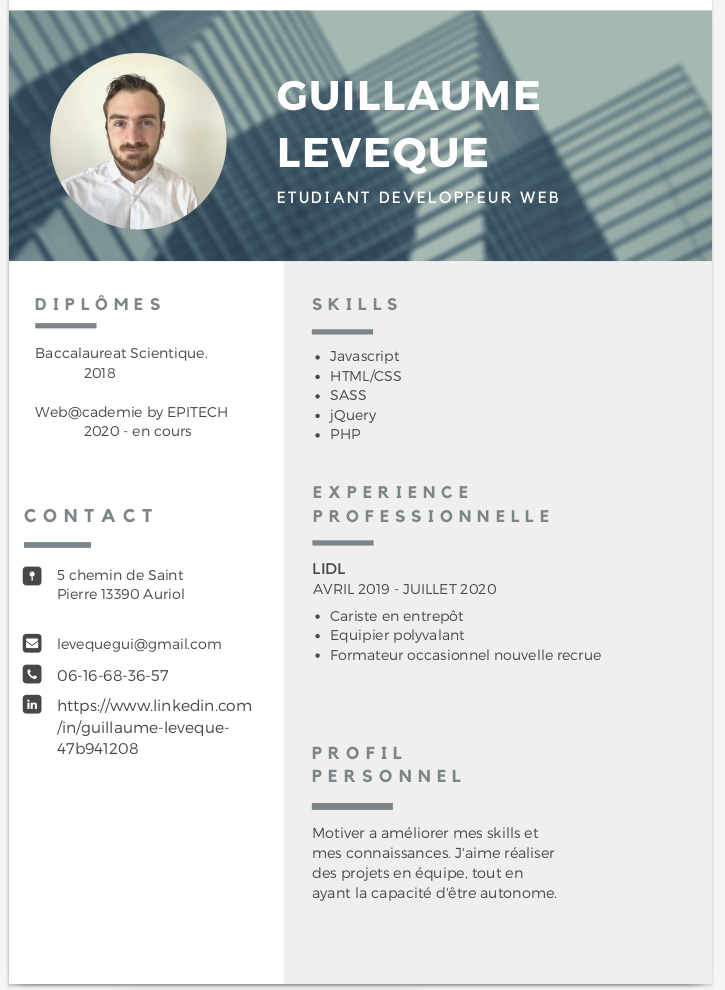 GUILLAUME
LEVEQUE
ETUDIANT DEVELOPPEUR WEB
DIPLÔMES
Baccalaureat Scientique.
2018
Web@cademie by EPITECH
2020 - en cours
CONTACT
5 chemin de Saint
Pierre 13390 Auriol
levequegui@gmail.com
06-16-68-36-57
https://www.linkedin.com
/in/guillaume-leveque-
47b941208
SKILLS
• Javascript
• HTML/CSS
• SASS
• jQuery
• PHP
EXPERIENCE
PROFESSIONNELLE
LIDL
AVRIL 2019 - JUILLET 2020
• Cariste en entrepôt
• Equipier polyvalant
• Formateur occasionnel nouvelle recrue
PROFIL
PERSONNEL
Motiver a améliorer mes skills et
mes connaissances. J'aime réaliser
des projets en équipe, tout en
ayant la capacité d'être autonome.